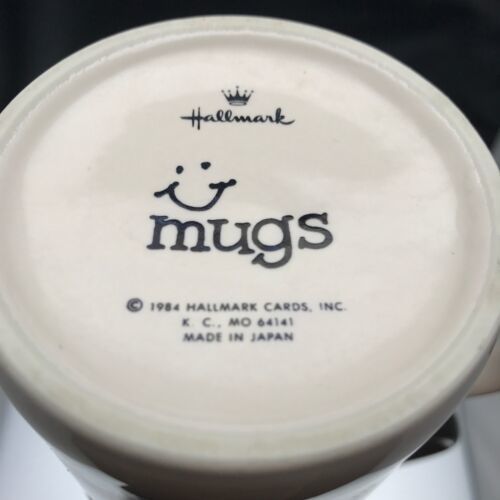 Hallmark
mugs
© 1984 HALLMARK CARDS, INC.
K. C., MO 64141
MADE IN JAPAN